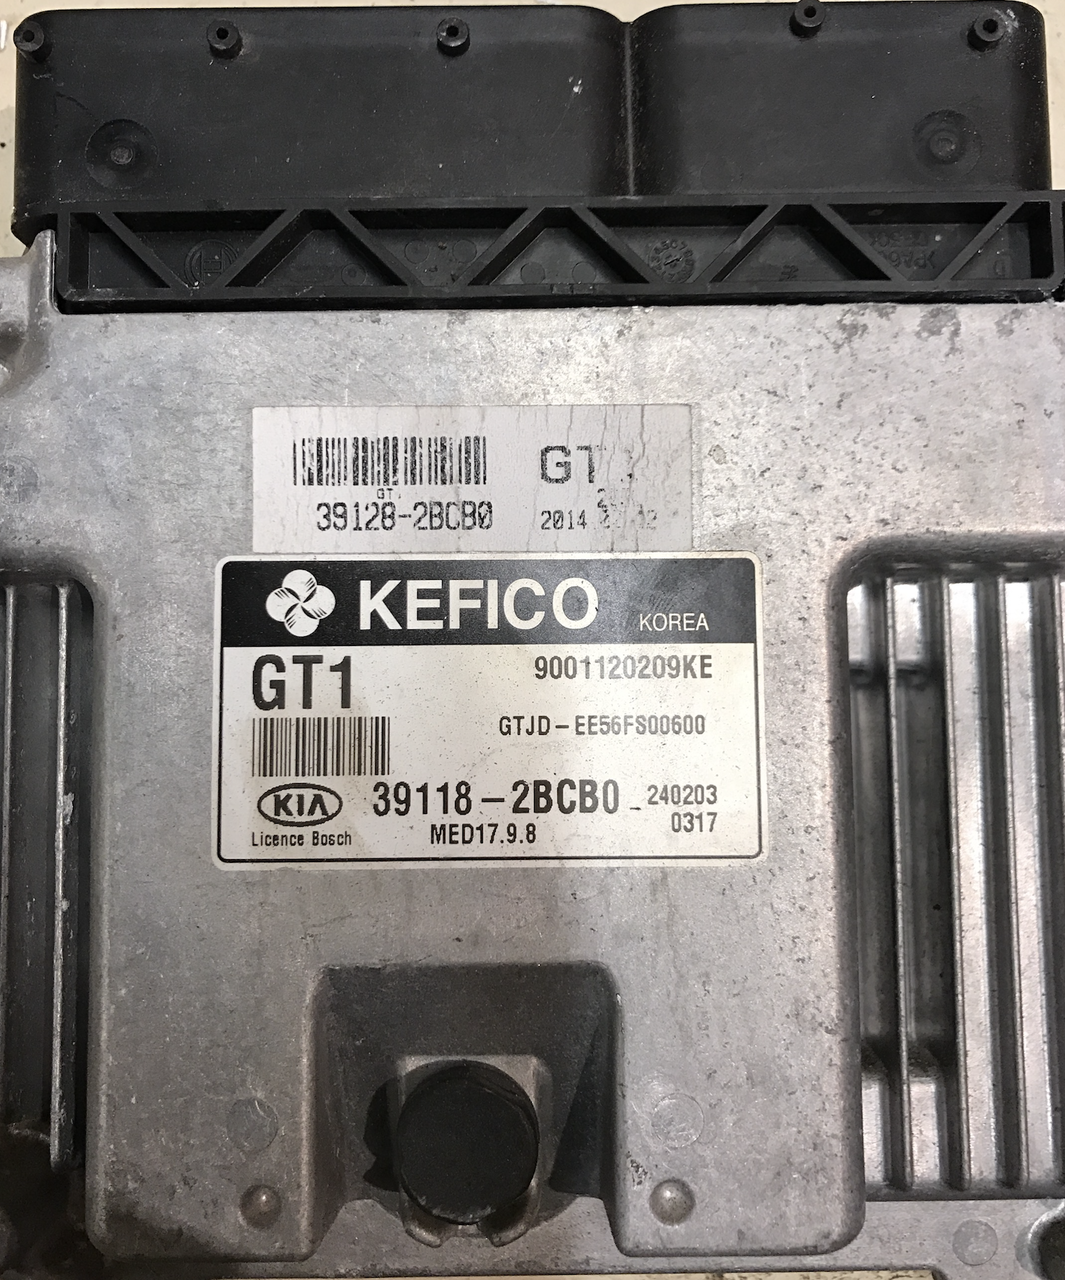 GT
39128-2BCB0
2014
KEFICO
KOREA
GT1
9001120209KE
GTJD-EE56FS00600
KIA
39118-2BCB0
240203
0317
Licence Bosch
MED17.9.8